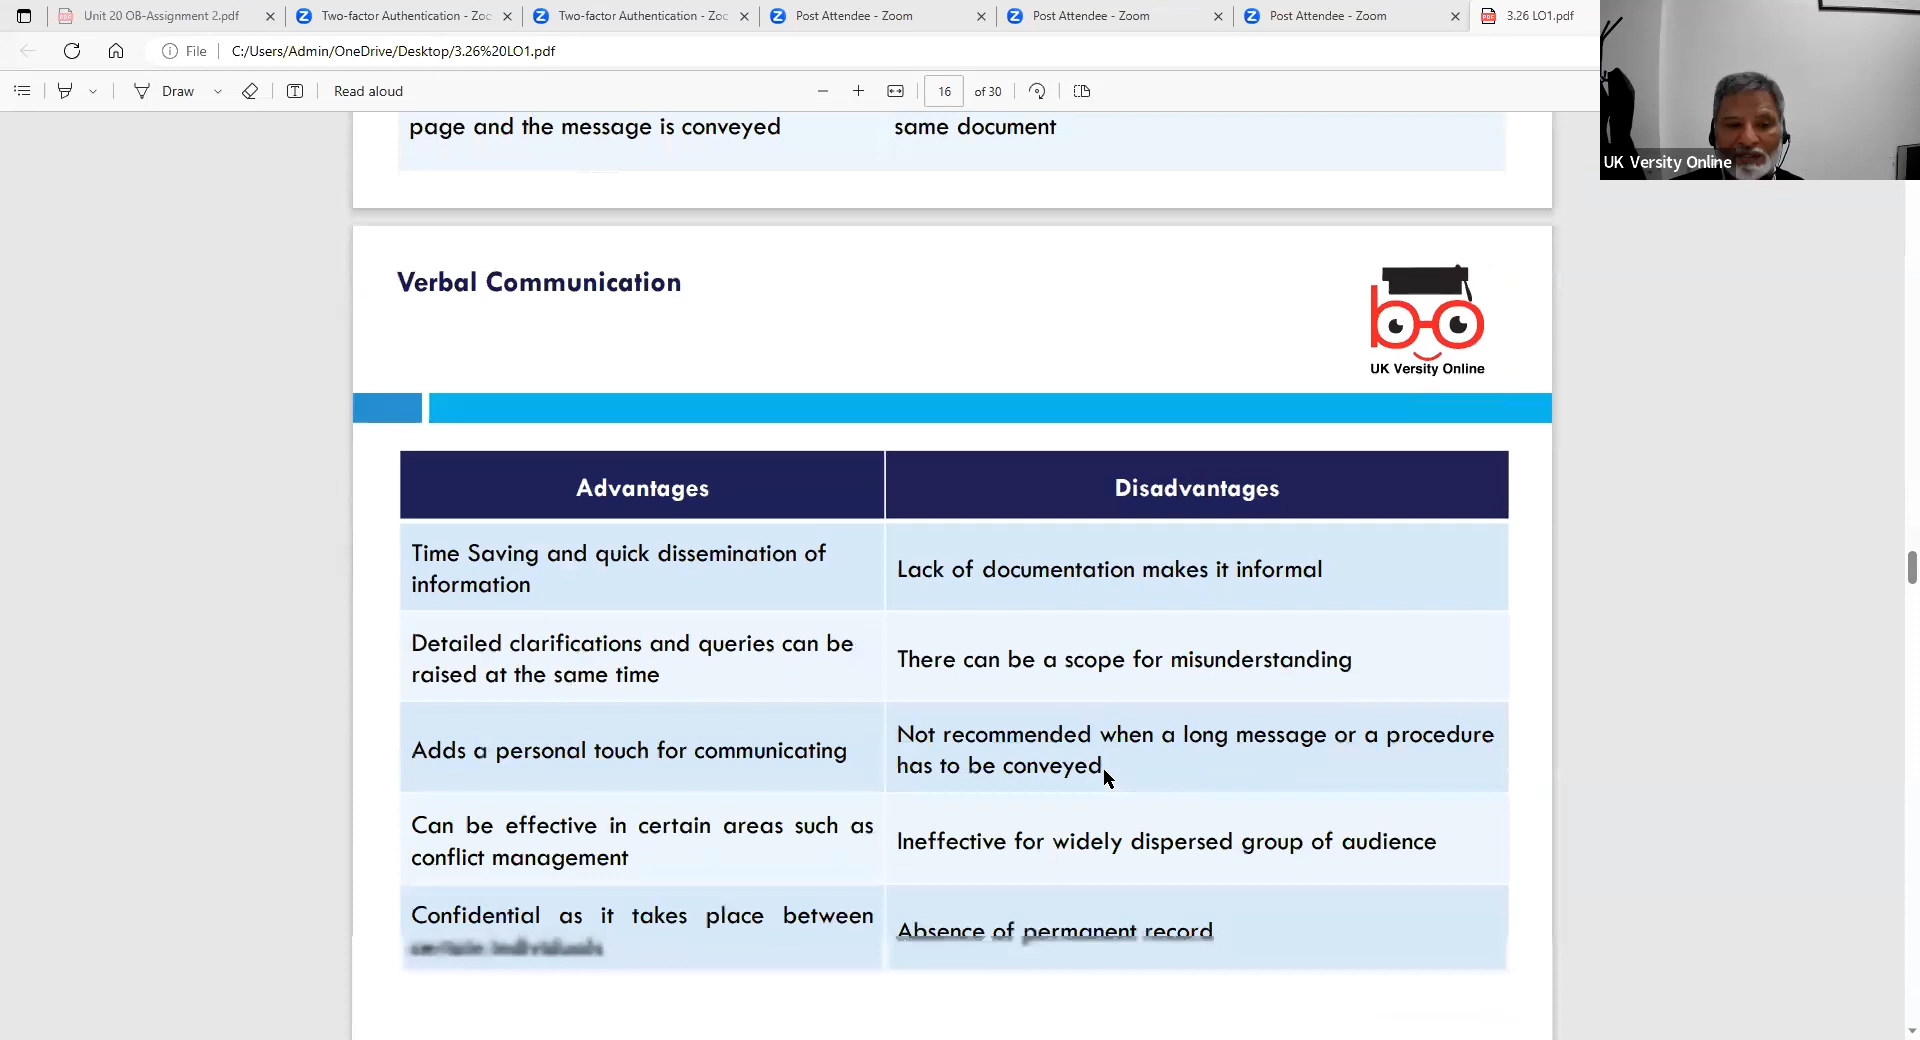 Unit 20 OB-Assignment 2.pdf
Two-factor Authentication - Zoc
Two-factor Authentication - Zoc
Post Attendee - Zoom
Post Attendee - Zoom
Post Attendee - Zoom
3.26 LO1.pdf
File
C:/Users/Admin/OneDrive/Desktop/3.26%20LO1.pdf
Draw
Read aloud
16
of 30
UK Versity Online
page and the message is conveyed
same document
Verbal Communication
UK Versity Online
Advantages
Disadvantages
Time Saving and quick dissemination of
information
Lack of documentation makes it informal
Detailed clarifications and queries can be
raised at the same time
There can be a scope for misunderstanding
Adds a personal touch for communicating
Not recommended when a long message or a procedure
has to be conveyed
Can be effective in certain areas such as
conflict management
Ineffective for widely dispersed group of audience
Confidential as it takes place between
certain individuals
Absence of permanent record